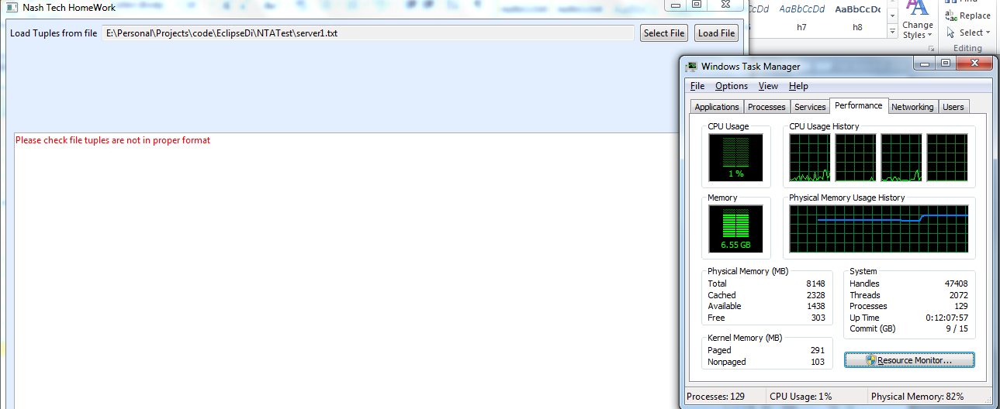 Nash Tech HomeWork
Load Tuples from file E:\Personal\Projects\code\EclipseDi\NTATest\server1.txt Select File Load File
Please check file tuples are not in proper format
CcDd AaBbCcDd AaBbCcDc
h7 h8
Change
Styles
Replace
Select
Editing
Windows Task Manager
File Options View Help
Applications Processes Services Performance Networking Users
CPU Usage CPU Usage History
1 %
Memory Physical Memory Usage History
6.55 GB
Physical Memory (MB)
Total 8148
Cached 2328
Available 1438
Free 303
Kernel Memory (MB)
Paged 291
Nonpaged 103
System
Handles 47408
Threads 2072
Processes 129
Up Time 0:12:07:57
Commit (GB) 9 / 15
Resource Monitor...
Processes: 129 CPU Usage: 1% Physical Memory: 82%